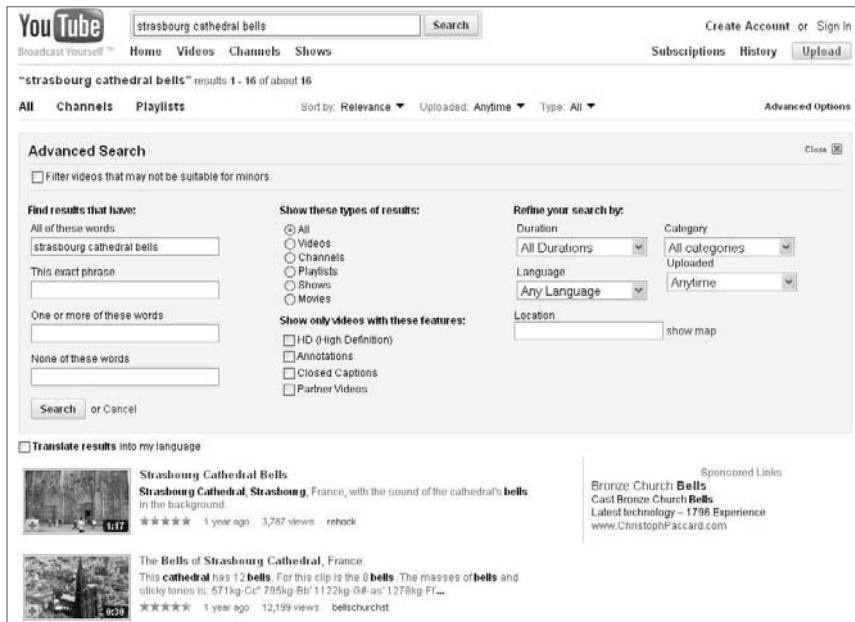 You Tube
strasbourg cathedral bells
Search
Create Account or Sign In
Broadcast Yourself ™
Home Videos Channels Shows
Subscriptions History Upload
"strasbourg cathedral bells" results 1 - 16 of about 16
All Channels Playlists
Sort by: Relevance Uploaded: Anytime Type: All
Advanced Options
Advanced Search
Close
Filter videos that may not be suitable for minors
Find results that have:
All of these words
strasbourg cathedral bells
This exact phrase
One or more of these words
None of these words
Search or Cancel
Show these types of results:
All
Videos
Channels
Playlists
Shows
Movies
Show only videos with these features:
HD (High Definition)
Annotations
Closed Captions
Partner Videos
Refine your search by:
Duration
All Durations
Category
All categories
Language
Any Language
Uploaded
Anytime
Location
show map
Translate results into my language
1:17
Strasbourg Cathedral Bells
Strasbourg Cathedral, Strasbourg, France, with the sound of the cathedral's bells
in the background.
1 year ago 3,787 views rehock
0:30
The Bells of Strasbourg Cathedral, France.
This cathedral has 12 bells. For this clip is the 8 bells. The masses of bells and
sticky tones is: 571kg-Cc" 795kg-Bb' 1122kg-G#-as' 1278kg-Ff...
1 year ago 12,199 views bellschurchst
Sponsored Links
Bronze Church Bells
Cast Bronze Church Bells
Latest technology – 1796 Experience
www.ChristophPaccard.com